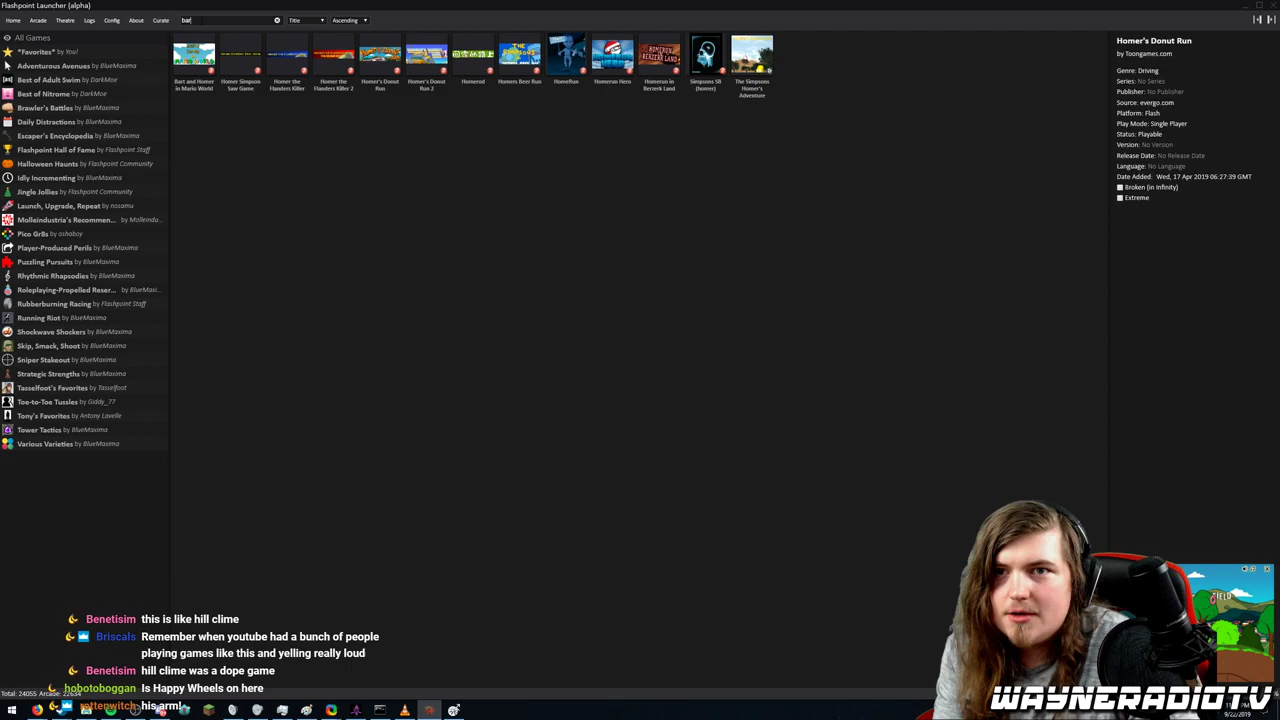 Flashpoint Launcher (alpha)
Home Arcade Theatre Logs Config About Curate bar Title Ascending
All Games
*Favorites* by You!
Adventurous Avenues by BlueMaxima
Best of Adult Swim by DarkMoe
Best of Nitrome by DarkMoe
Brawler's Battles by BlueMaxima
Daily Distractions by BlueMaxima
Escaper's Encyclopedia by BlueMaxima
Flashpoint Hall of Fame by Flashpoint Staff
Halloween Haunts by Flashpoint Community
Idly Incrementing by BlueMaxima
Jingle Jollies by Flashpoint Community
Launch, Upgrade, Repeat by nosamu
Molleindustria's Recommen... by Molleindu...
Pico Gr8s by oshaboy
Player-Produced Perils by BlueMaxima
Puzzling Pursuits by BlueMaxima
Rhythmic Rhapsodies by BlueMaxima
Roleplaying-Propelled Reser... by BlueMaxi...
Rubberburning Racing by Flashpoint Staff
Running Riot by BlueMaxima
Shockwave Shockers by BlueMaxima
Skip, Smack, Shoot by BlueMaxima
Sniper Stakeout by BlueMaxima
Strategic Strengths by BlueMaxima
Tasselfoot's Favorites by Tasselfoot
Toe-to-Toe Tussles by Giddy_77
Tony's Favorites by Antony Lavelle
Tower Tactics by BlueMaxima
Various Varieties by BlueMaxima
Bart and Homer
in Mario World
Homer Simpson
Saw Game
Homer the
Flanders Killer
Homer the
Flanders Killer 2
Homer's Donut
Run
Homer's Donut
Run 2
Homerod
Homers Beer Run
HomeRun
Homerun Hero
HOMERUN
BERZERK LAND
Homerun in
Berzerk Land
Simpsons SB
(homer)
The Simpsons
Homer's
Adventure
Homer's Donut Run
by Toongames.com
Genre: Driving
Series: No Series
Publisher: No Publisher
Source: evergo.com
Platform: Flash
Play Mode: Single Player
Status: Playable
Version: No Version
Release Date: No Release Date
Language: No Language
Date Added: Wed, 17 Apr 2019 06:27:39 GMT
Broken (in Infinity)
Extreme
Benetisim this is like hill clime
Briscals Remember when youtube had a bunch of people
playing games like this and yelling really loud
Benetisim hill clime was a dope game
hobotoboggan Is Happy Wheels on here
rottenwitch his arm!
Total: 24055 Arcade: 22634
WAYNERADIOTV
9/22/2019